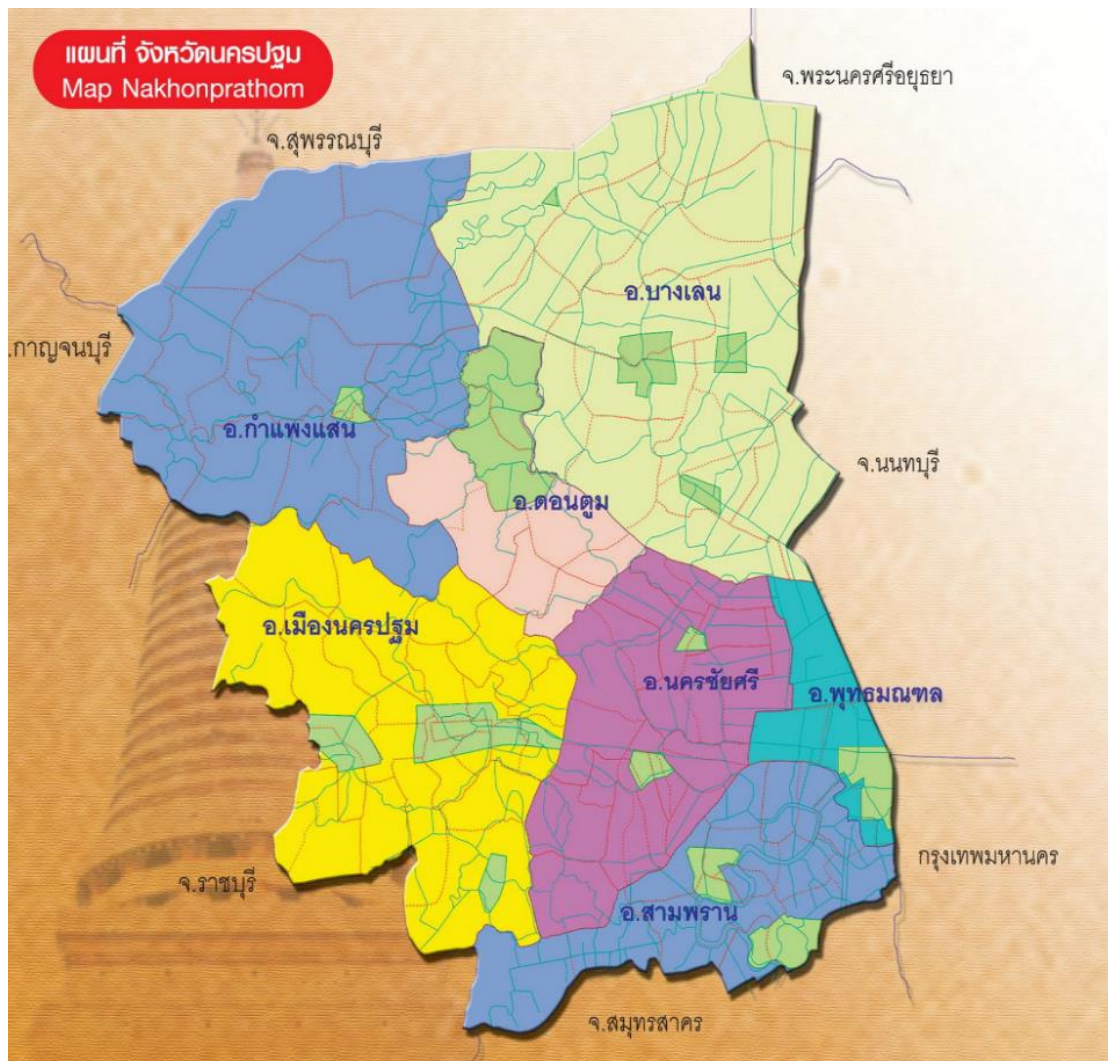 แผนที่ จังหวัดนครปฐม
Map Nakhonprathom
จ.พระนครศรีอยุธยา
จ.สุพรรณบุรี
อ.บางเลน
.กาญจนบุรี
อ.กำแพงแสน
จ.นนทบุรี
อ.ดอนตูม
อ.เมืองนครปฐม
อ.นครชัยศรี
อ.พุทธมณฑล
กรุงเทพมหานคร
จ.ราชบุรี
อ.สามพราน
จ.สมุทรสาคร